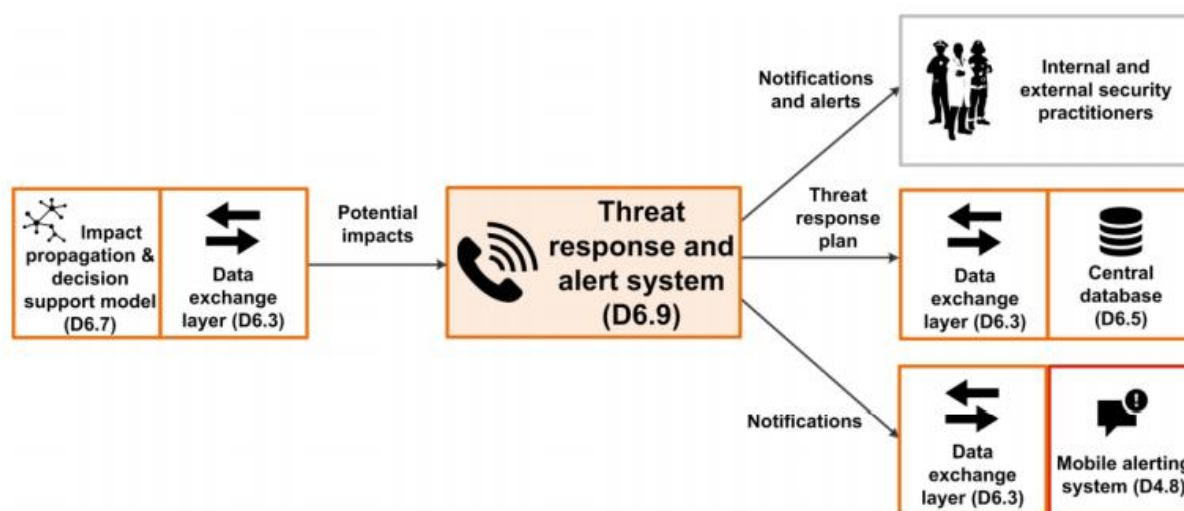 Impact
propagation &
decision
support model
(D6.7)
Data
exchange
layer (D6.3)
Potential
impacts
Threat
response and
alert system
(D6.9)
Notifications
and alerts
Internal and
external security
practitioners
Threat
response
plan
Data
exchange
layer (D6.3)
Central
database
(D6.5)
Notifications
Data
exchange
layer (D6.3)
Mobile alerting
system (D4.8)